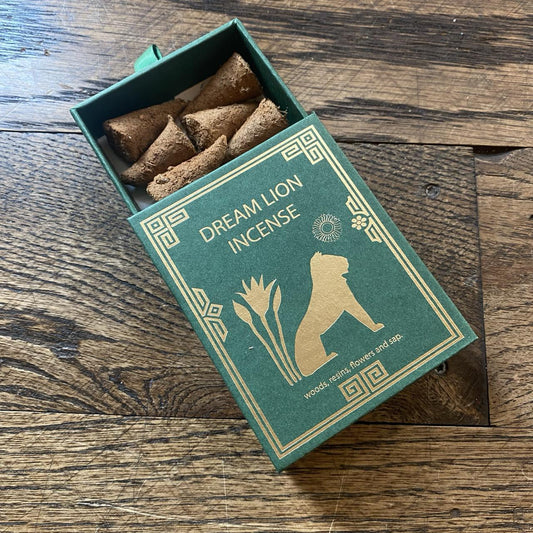 DREAM LION
INCENSE
woods, resins, flowers and sap.